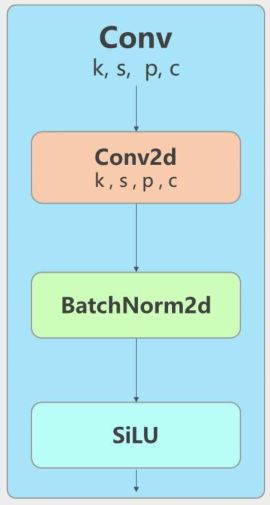 Conv
k, s, p, c
Conv2d
k , s , p , c
BatchNorm2d
SiLU